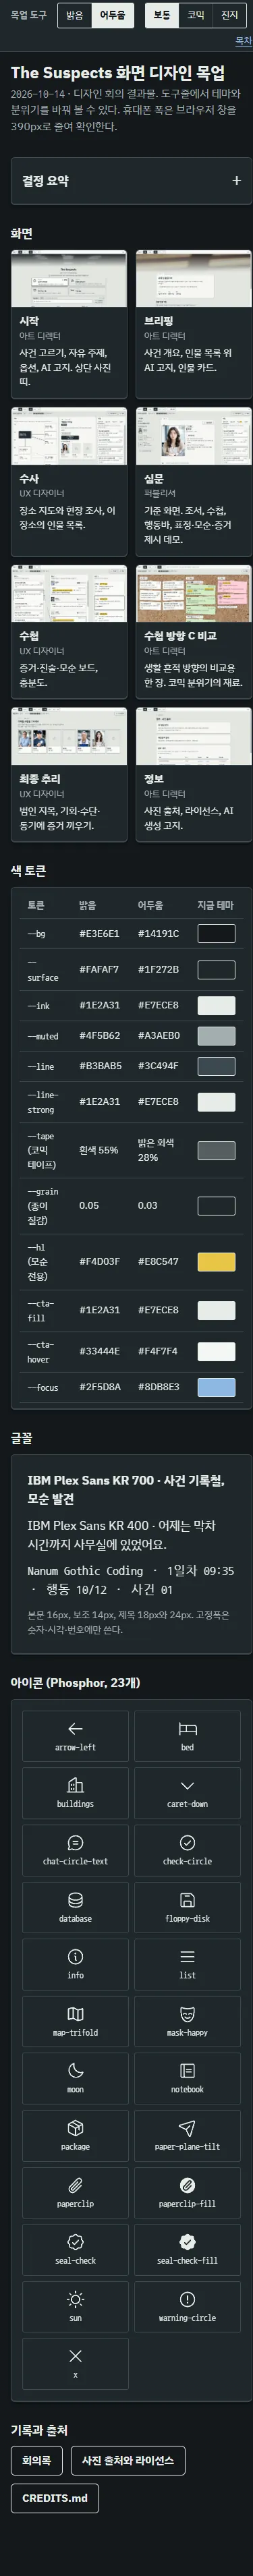 목업 도구
밝음
어두움
보통
코믹
진지
목차
The Suspects 화면 디자인 목업
2026-10-14 · 디자인 회의 결과물. 도구줄에서 테마와
분위기를 바꿔 볼 수 있다. 휴대폰 폭은 브라우저 창을
390px로 줄여 확인한다.
결정 요약
+
화면
시작
아트 디렉터
사건 고르기, 자유 주제,
옵션, AI 고지. 상단 사진
띠.
브리핑
아트 디렉터
사건 개요, 인물 목록 위
AI 고지, 인물 카드.
수사
UX 디자이너
장소 지도와 현장 조사, 이
장소의 인물 목록.
심문
퍼블리셔
기준 화면. 조서, 수첩,
행동바, 표정·모순·증거
제시 데모.
수첩
UX 디자이너
증거·진술·모순 보드,
충분도.
수첩 방향 C 비교
아트 디렉터
생활 흔적 방향의 비교용
한 장. 코믹 분위기의 재료.
최종 추리
UX 디자이너
범인 지목, 기회·수단·
동기에 증거 끼우기.
정보
아트 디렉터
사진 출처, 라이선스, AI
생성 고지.
색 토큰
토큰 밝음 어두움 지금 테마
--bg #E3E6E1 #14191C
--
surface #FAFAF7 #1F272B
--ink #1E2A31 #E7ECE8
--muted #4F5B62 #A3AEB0
--line #B3BAB5 #3C494F
--line-
strong #1E2A31 #E7ECE8
--tape
(코믹
테이프) 흰색 55% 밝은 회색
28%
--grain
(종이
질감) 0.05 0.03
--hl
(모순
전용) #F4D03F #E8C547
--cta-
fill #1E2A31 #E7ECE8
--cta-
hover #33444E #F4F7F4
--focus #2F5D8A #8DB8E3
글꼴
IBM Plex Sans KR 700 · 사건 기록철,
모순 발견
IBM Plex Sans KR 400 · 어제는 막차
시간까지 사무실에 있었어요.
Nanum Gothic Coding · 1일차 09:35
· 행동 10/12 · 사건 01
본문 16px, 보조 14px, 제목 18px와 24px. 고정폭은
숫자·시각·번호에만 쓴다.
아이콘 (Phosphor, 23개)
arrow-left
bed
buildings
caret-down
chat-circle-text
check-circle
database
floppy-disk
info
list
map-trifold
mask-happy
moon
notebook
package
paper-plane-tilt
paperclip
paperclip-fill
seal-check
seal-check-fill
sun
warning-circle
x
기록과 출처
회의록
사진 출처와 라이선스
CREDITS.md